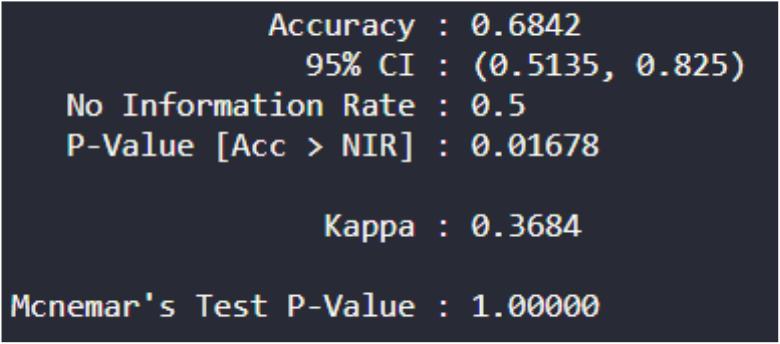 Accuracy : 0.6842
95% CI : (0.5135, 0.825)
No Information Rate : 0.5
P-Value [Acc > NIR] : 0.01678
Kappa : 0.3684
Mcnemar's Test P-Value : 1.00000